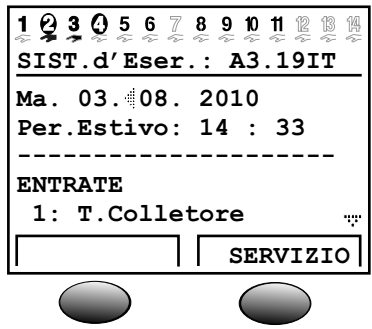 1 2 3 4 5 6 7 8 9 10 11 12 13 14
SIST.d'Eser.: A3.19IT
Ma. 03. 08. 2010
Per.Estivo: 14 : 33
---------------------
ENTRATE
1: T.Colletore
SERVIZIO